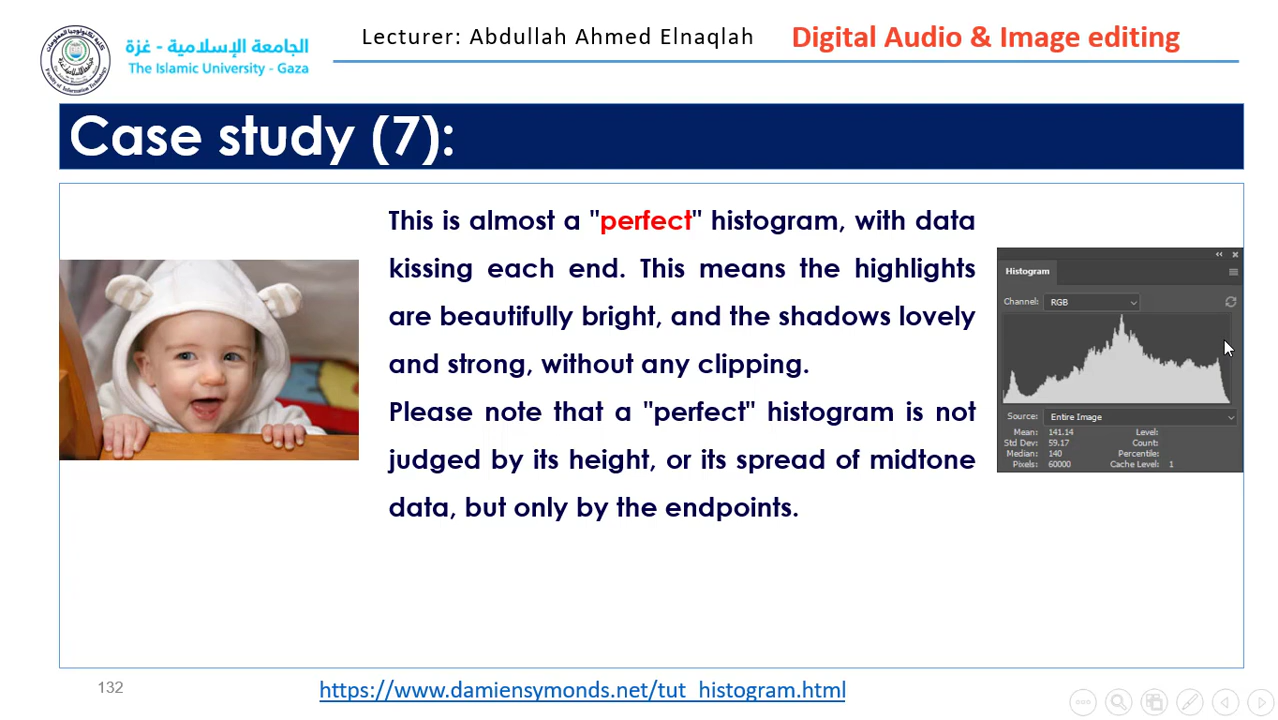 الجامعة الإسلامية - غزة
The Islamic University - Gaza
Lecturer: Abdullah Ahmed Elnaqlah
Digital Audio & Image editing
Case study (7):
This is almost a "perfect" histogram, with data
kissing each end. This means the highlights
are beautifully bright, and the shadows lovely
and strong, without any clipping.
Please note that a "perfect" histogram is not
judged by its height, or its spread of midtone
data, but only by the endpoints.
Histogram
Channel: RGB
Source: Entire Image
Mean: 141.14 Level:
Std Dev: 59.17 Count:
Median: 140 Percentile:
Pixels: 60000 Cache Level: 1
132
https://www.damiensymonds.net/tut_histogram.html